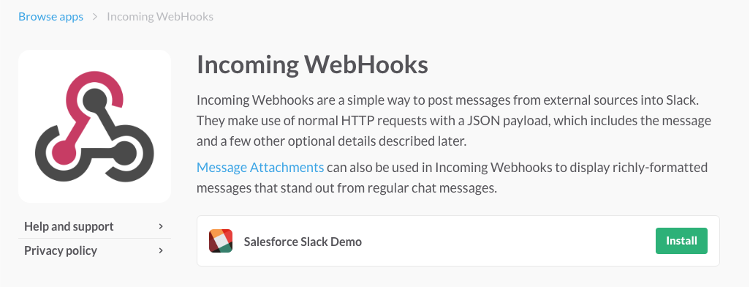 Browse apps > Incoming WebHooks
Incoming WebHooks
Incoming Webhooks are a simple way to post messages from external sources into Slack.
They make use of normal HTTP requests with a JSON payload, which includes the message
and a few other optional details described later.
Message Attachments can also be used in Incoming Webhooks to display richly-formatted
messages that stand out from regular chat messages.
Help and support >
Privacy policy >
Salesforce Slack Demo
Install